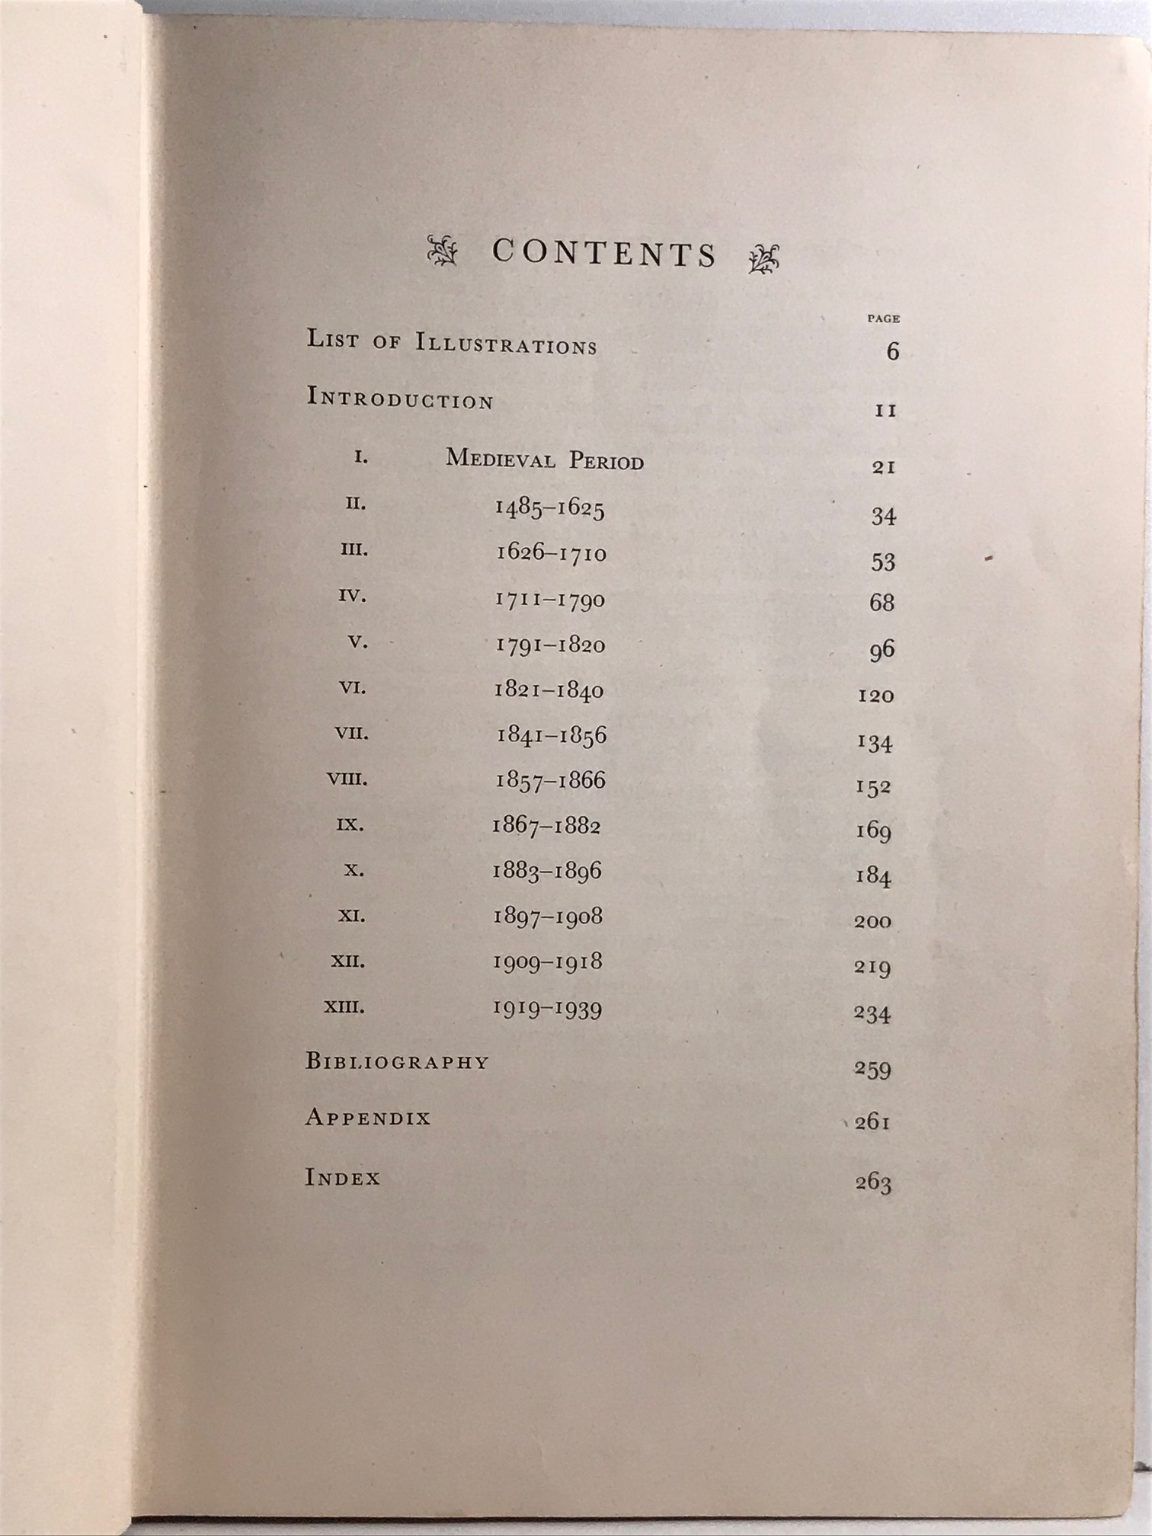 CONTENTS
PAGE
LIST OF ILLUSTRATIONS 6
INTRODUCTION 11
I. MEDIEVAL PERIOD 21
II. 1485–1625 34
III. 1626–1710 53
IV. 1711–1790 68
V. 1791–1820 96
VI. 1821–1840 120
VII. 1841–1856 134
VIII. 1857–1866 152
IX. 1867–1882 169
X. 1883–1896 184
XI. 1897–1908 200
XII. 1909–1918 219
XIII. 1919–1939 234
BIBLIOGRAPHY 259
APPENDIX 261
INDEX 263